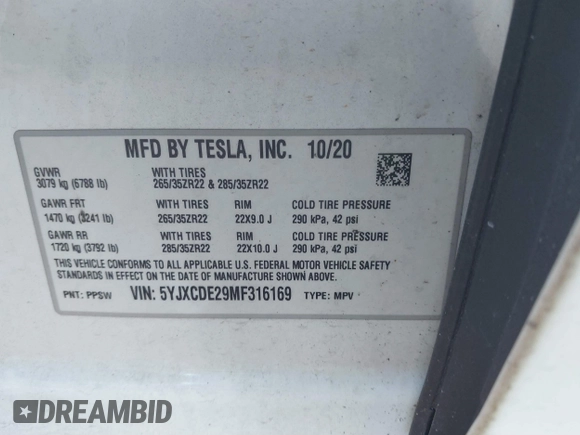 MFD BY TESLA, INC. 10/20
GVWR WITH TIRES
3079 kg (6788 lb) 265/35ZR22 & 285/35ZR22
GAWR FRT WITH TIRES RIM COLD TIRE PRESSURE
1470 kg (3241 lb) 265/35ZR22 22X9.0 J 290 kPa, 42 psi
GAWR RR WITH TIRES RIM COLD TIRE PRESSURE
1720 kg (3792 lb) 285/35ZR22 22X10.0 J 290 kPa, 42 psi
THIS VEHICLE CONFORMS TO ALL APPLICABLE U.S. FEDERAL MOTOR VEHICLE SAFETY
STANDARDS IN EFFECT ON THE DATE OF MANUFACTURE SHOWN ABOVE.
PNT: PPSW VIN: 5YJXCDE29MF316169 TYPE: MPV
DREAMBID